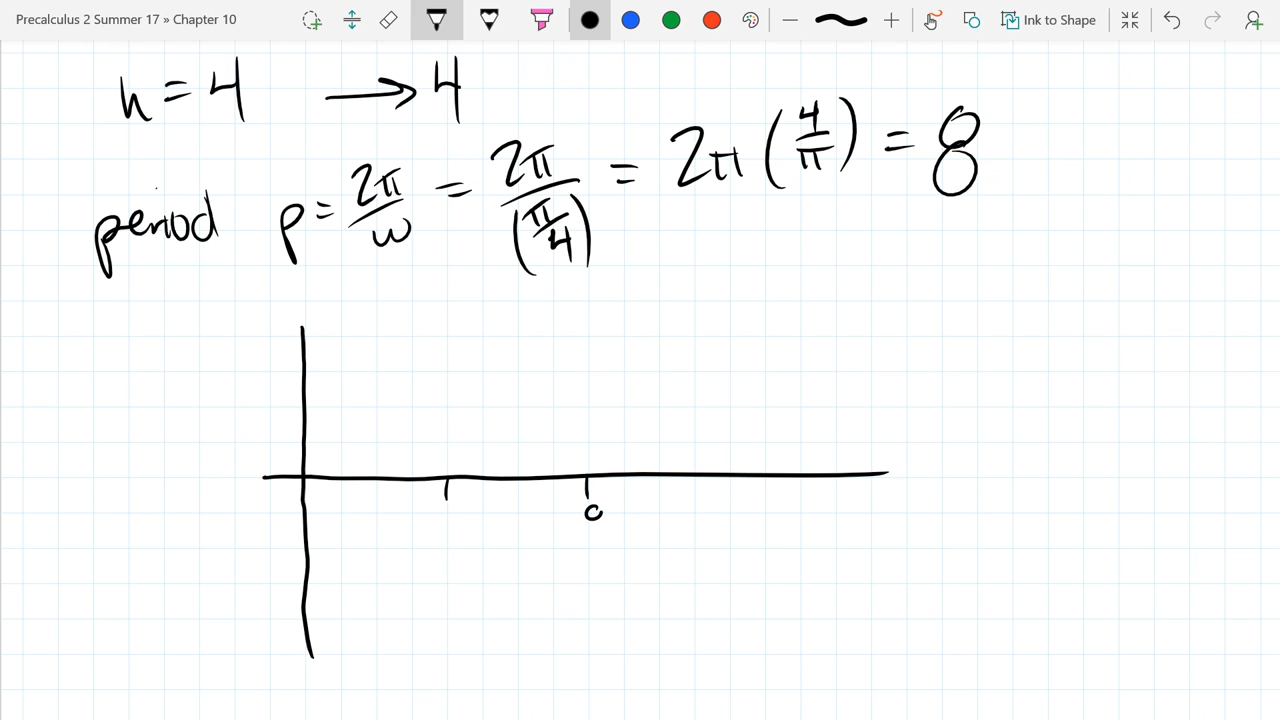 Precalculus 2 Summer 17 » Chapter 10
Ink to Shape
h = 4 → 4
period p = 2π/ω = 2π/(π/4) = 2π(4/π) = 8